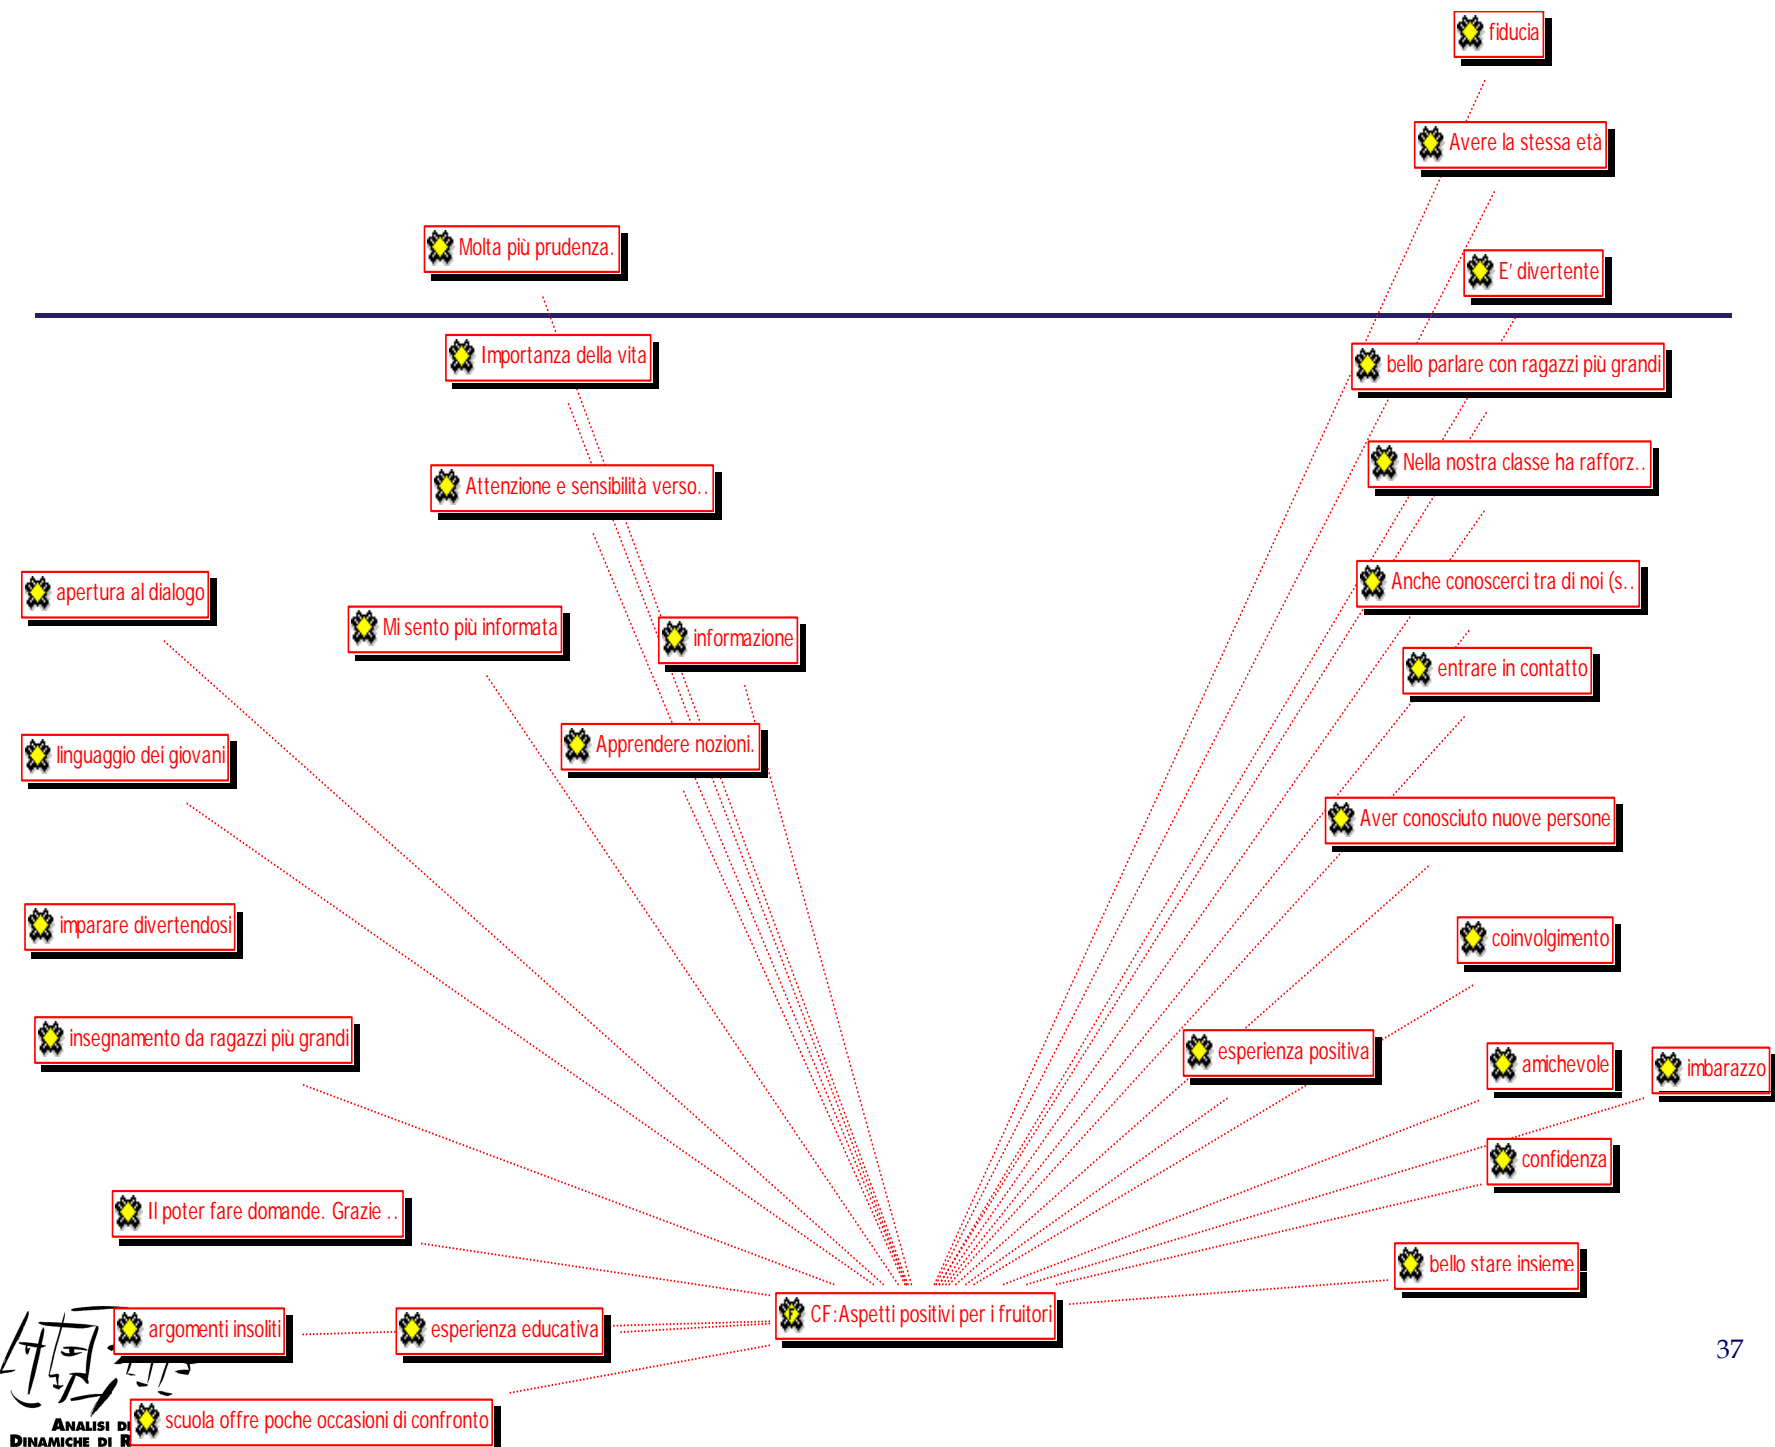 fiducia
Avere la stessa età
Molta più prudenza.
E' divertente
Importanza della vita
bello parlare con ragazzi più grandi
Nella nostra classe ha rafforz..
Attenzione e sensibilità verso..
Anche conoscerci tra di noi (s..
apertura al dialogo
Mi sento più informata
informazione
entrare in contatto
Apprendere nozioni.
linguaggio dei giovani
Aver conosciuto nuove persone
imparare divertendosi
coinvolgimento
insegnamento da ragazzi più grandi
esperienza positiva
amichevole
imbarazzo
confidenza
Il poter fare domande. Grazie ..
bello stare insieme
CF:Aspetti positivi per i fruitori
argomenti insoliti
esperienza educativa
37
scuola offre poche occasioni di confronto
ANALISI
DINAMICHE DI